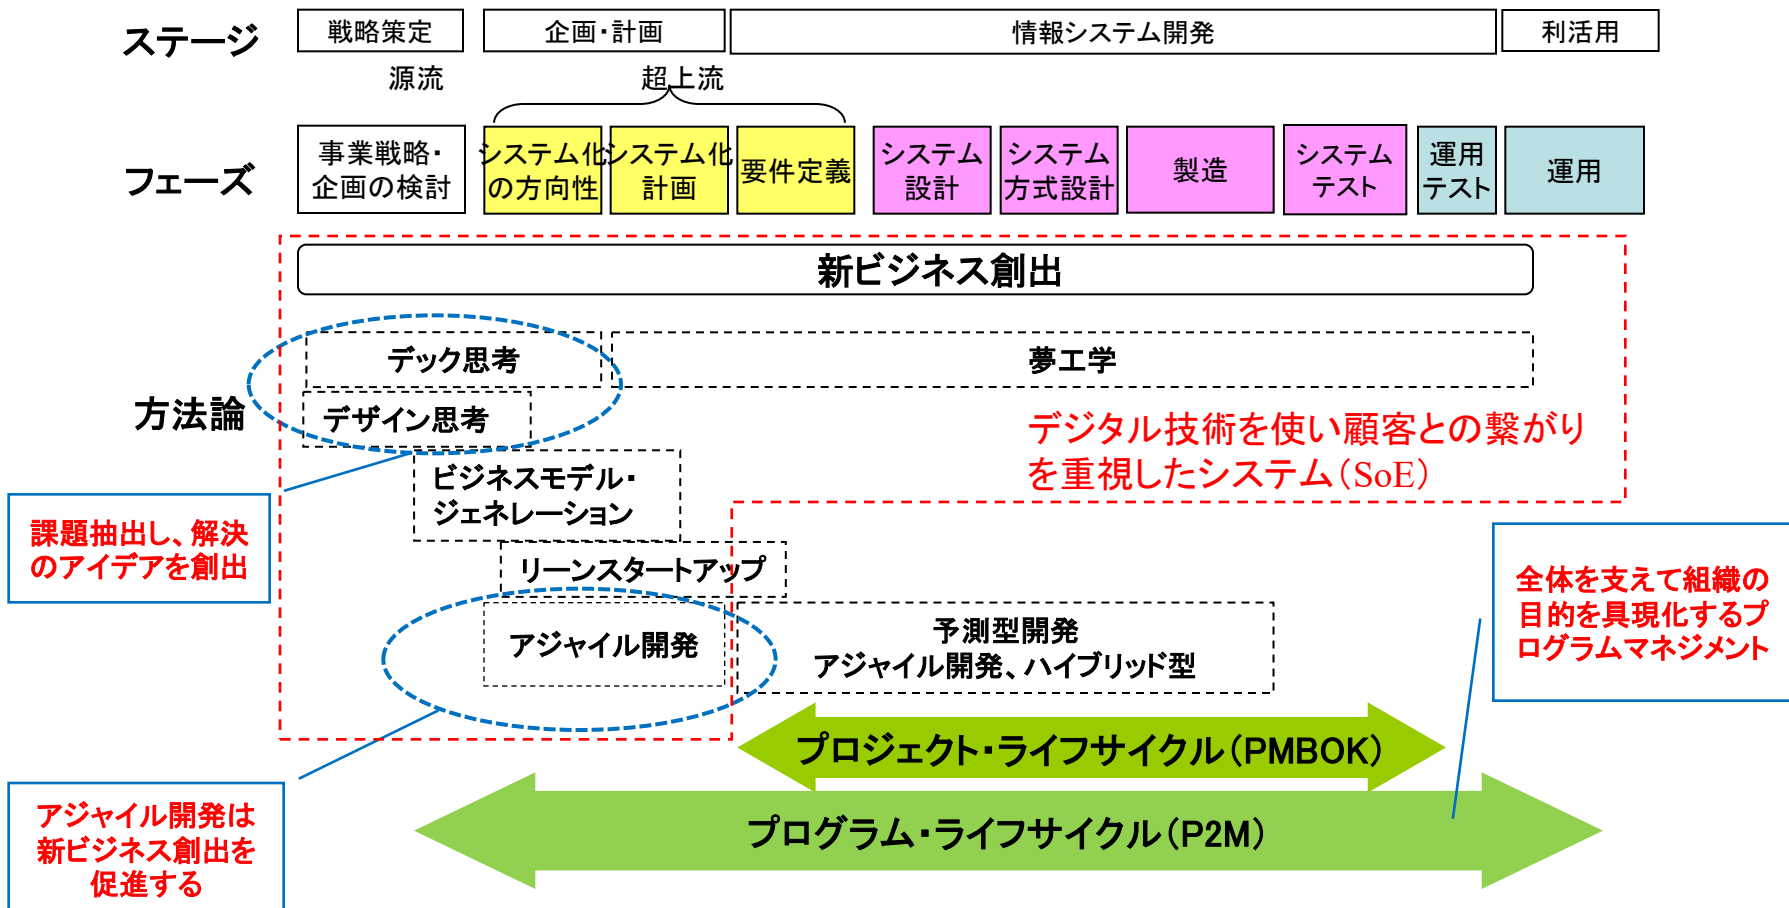 ステージ
戦略策定
企画・計画
情報システム開発
利活用
源流
超上流
フェーズ
事業戦略・
企画の検討
システム化
の方向性
システム化
計画
要件定義
システム
設計
システム
方式設計
製造
システム
テスト
運用
テスト
運用
新ビジネス創出
方法論
デック思考
夢工学
デザイン思考
デジタル技術を使い顧客との繋がり
を重視したシステム(SoE)
ビジネスモデル・
ジェネレーション
課題抽出し、解決
のアイデアを創出
リーンスタートアップ
全体を支えて組織の
目的を具現化するプ
ログラムマネジメント
アジャイル開発
予測型開発
アジャイル開発、ハイブリッド型
プロジェクト・ライフサイクル(PMBOK)
アジャイル開発は
新ビジネス創出を
促進する
プログラム・ライフサイクル(P2M)